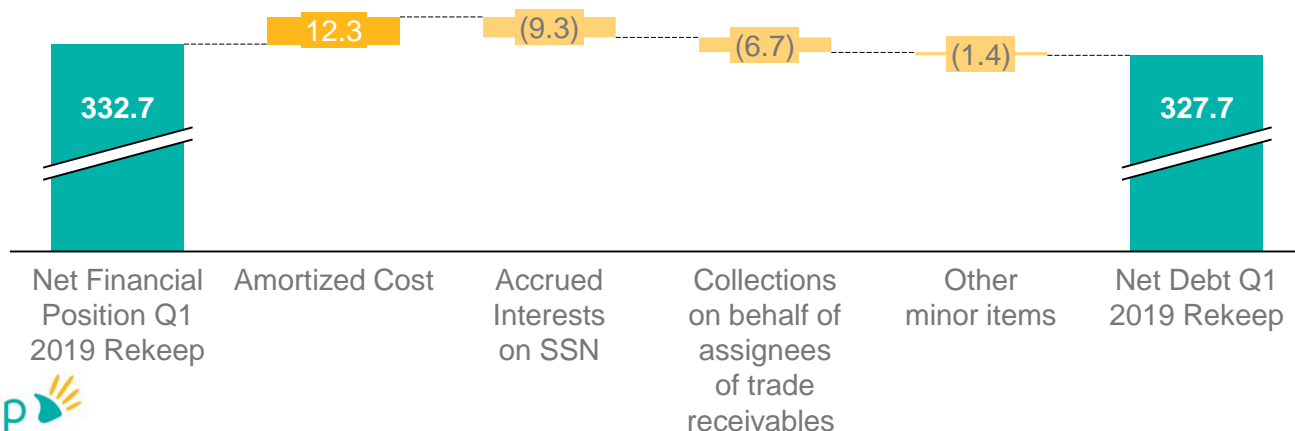 12.3
(9.3)
(6.7)
(1.4)
332.7
327.7
Net Financial
Position Q1
2019 Rekeep
Amortized Cost
Accrued
Interests
on SSN
Collections
on behalf of
assignees
of trade
receivables
Other
minor items
Net Debt Q1
2019 Rekeep
p